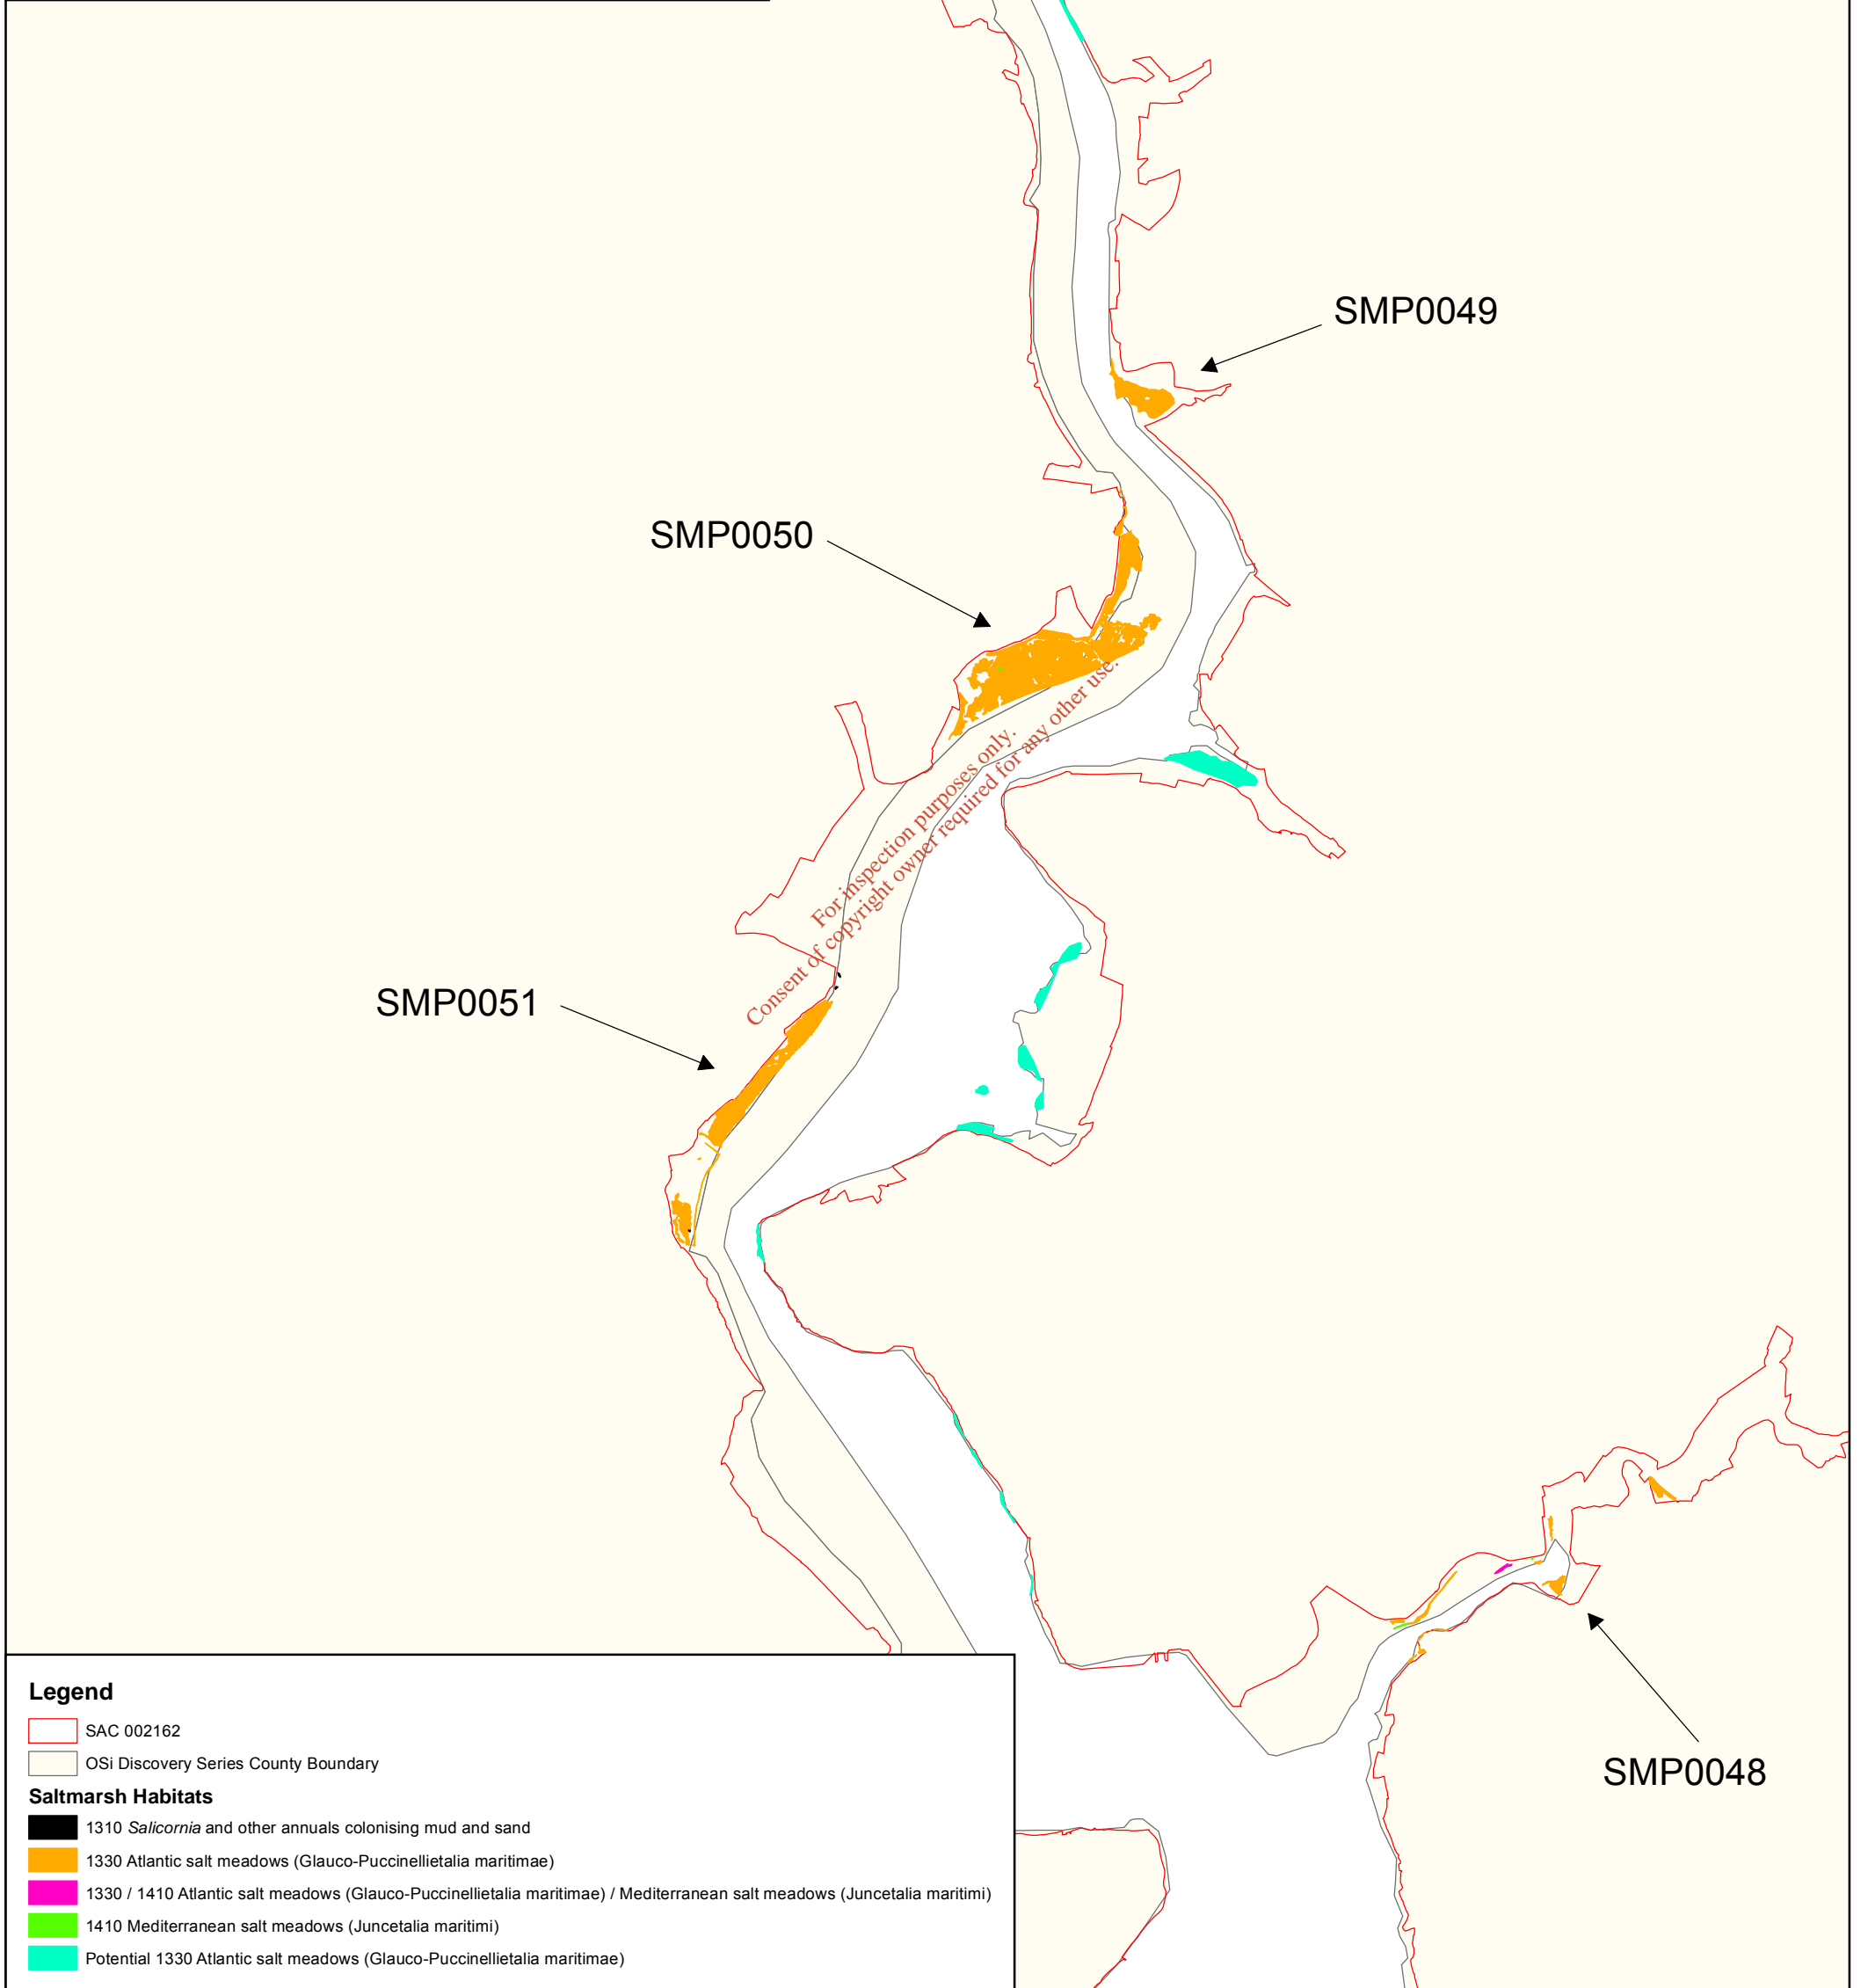 SMP0049
SMP0050
For inspection purposes only.
Consent of copyright owner required for any other use.
SMP0051
SMP0048
Legend
SAC 002162
OSi Discovery Series County Boundary
Saltmarsh Habitats
1310 Salicornia and other annuals colonising mud and sand
1330 Atlantic salt meadows (Glauco-Puccinellietalia maritimae)
1330 / 1410 Atlantic salt meadows (Glauco-Puccinellietalia maritimae) / Mediterranean salt meadows (Juncetalia maritimi)
1410 Mediterranean salt meadows (Juncetalia maritimi)
Potential 1330 Atlantic salt meadows (Glauco-Puccinellietalia maritimae)